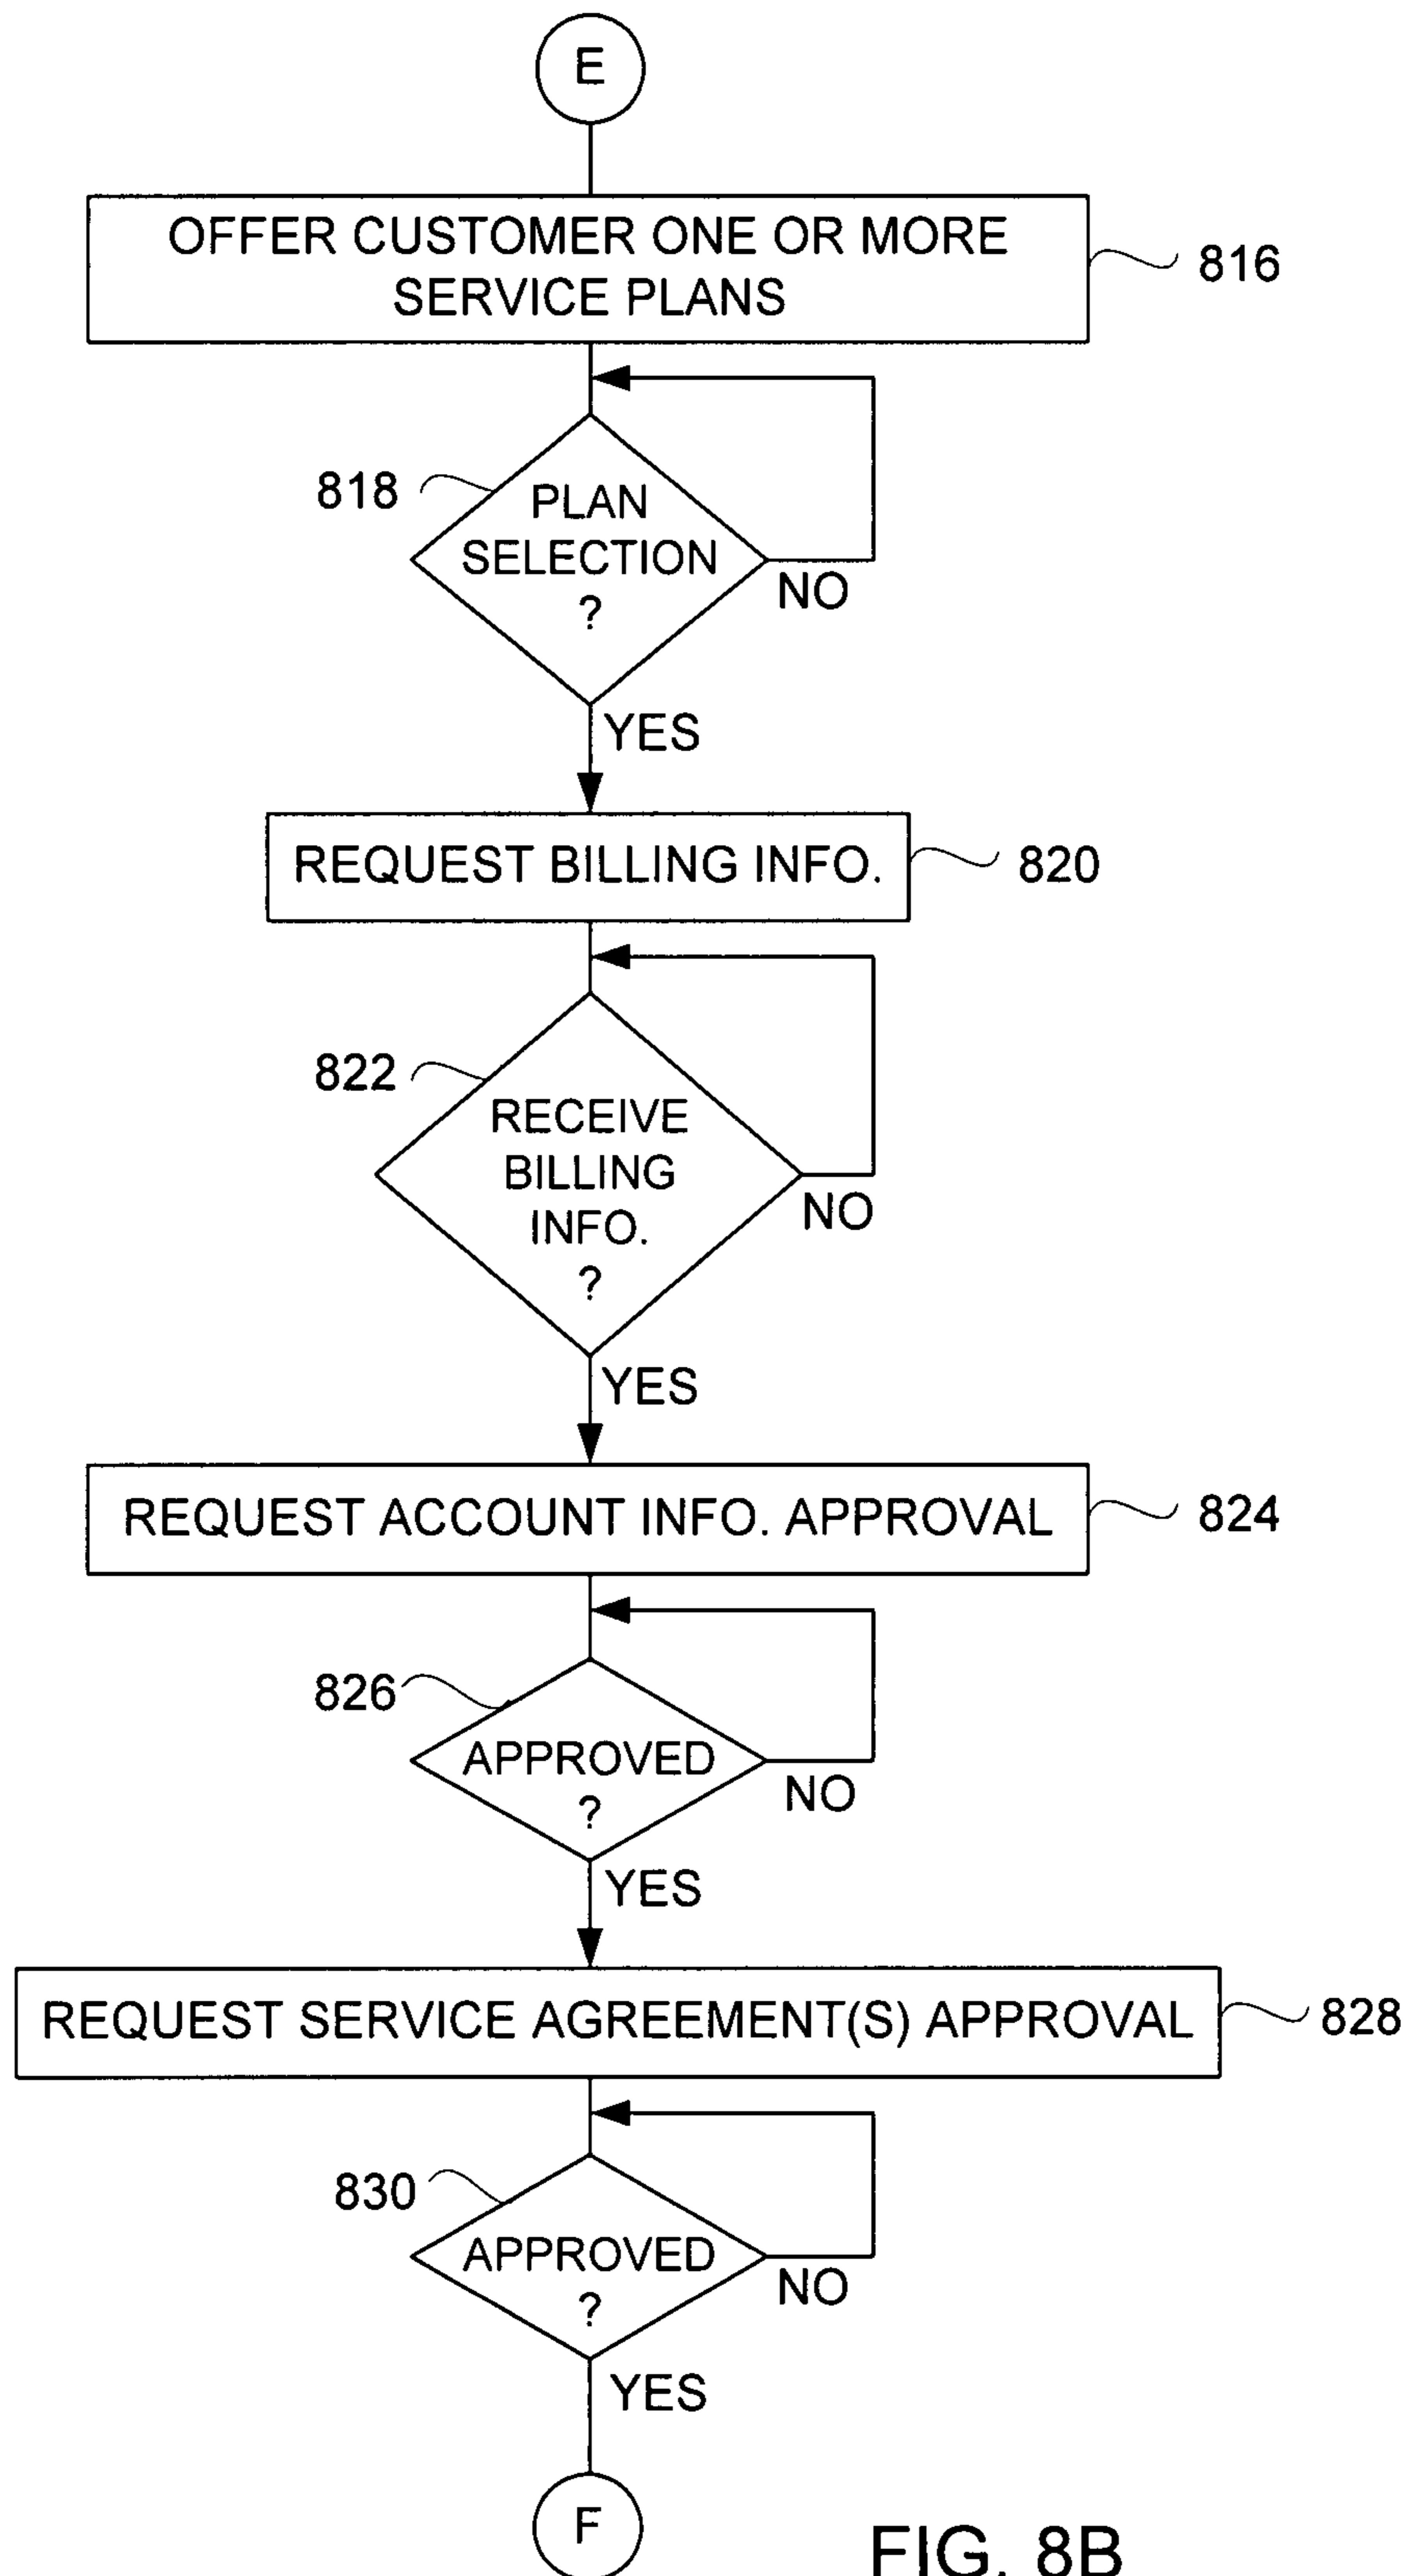 E
OFFER CUSTOMER ONE OR MORE
SERVICE PLANS
816
818
PLAN
SELECTION
?
NO
YES
REQUEST BILLING INFO.
820
822
RECEIVE
BILLING
INFO.
?
NO
YES
REQUEST ACCOUNT INFO. APPROVAL
824
826
APPROVED
?
NO
YES
REQUEST SERVICE AGREEMENT(S) APPROVAL
828
830
APPROVED
?
NO
YES
F
FIG. 8B